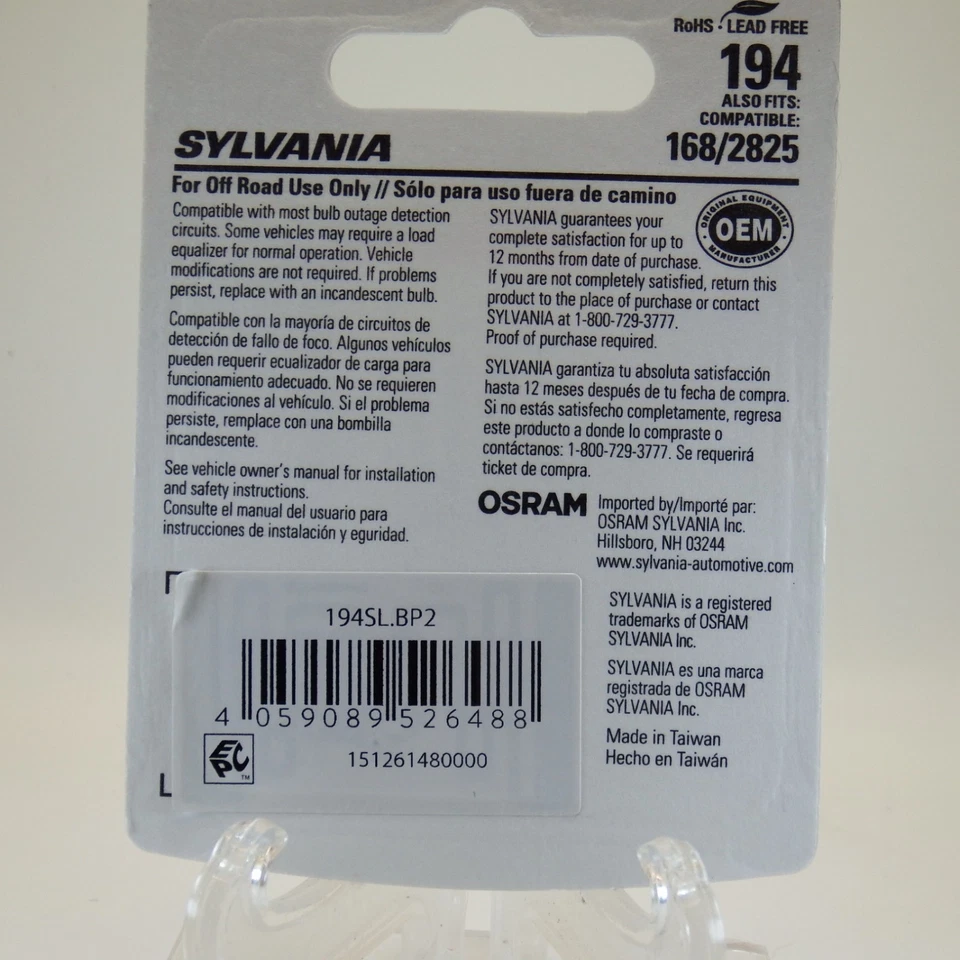 RoHS - LEAD FREE
194
ALSO FITS:
COMPATIBLE:
168/2825
SYLVANIA
For Off Road Use Only // Sólo para uso fuera de camino
Compatible with most bulb outage detection
circuits. Some vehicles may require a load
equalizer for normal operation. Vehicle
modifications are not required. If problems
persist, replace with an incandescent bulb.
Compatible con la mayoría de circuitos de
detección de fallo de foco. Algunos vehículos
pueden requerir ecualizador de carga para
funcionamiento adecuado. No se requieren
modificaciones al vehículo. Si el problema
persiste, remplace con una bombilla
incandescente.
See vehicle owner's manual for installation
and safety instructions.
Consulte el manual del usuario para
instrucciones de instalación y eguridad.
SYLVANIA guarantees your
complete satisfaction for up to
12 months from date of purchase.
If you are not completely satisfied, return this
product to the place of purchase or contact
SYLVANIA at 1-800-729-3777.
Proof of purchase required.
ORIGINAL EQUIPMENT
OEM
MANUFACTURER
SYLVANIA garantiza tu absoluta satisfacción
hasta 12 meses después de tu fecha de compra.
Si no estás satisfecho completamente, regresa
este producto a donde lo compraste o
contáctanos: 1-800-729-3777. Se requerirá
ticket de compra.
OSRAM
Imported by/Importé par:
OSRAM SYLVANIA Inc.
Hillsboro, NH 03244
www.sylvania-automotive.com
SYLVANIA is a registered
trademarks of OSRAM
SYLVANIA Inc.
SYLVANIA es una marca
registrada de OSRAM
SYLVANIA Inc.
Made in Taiwan
Hecho en Taiwán
194SL.BP2
4 059089 526488
EPC TM
151261480000